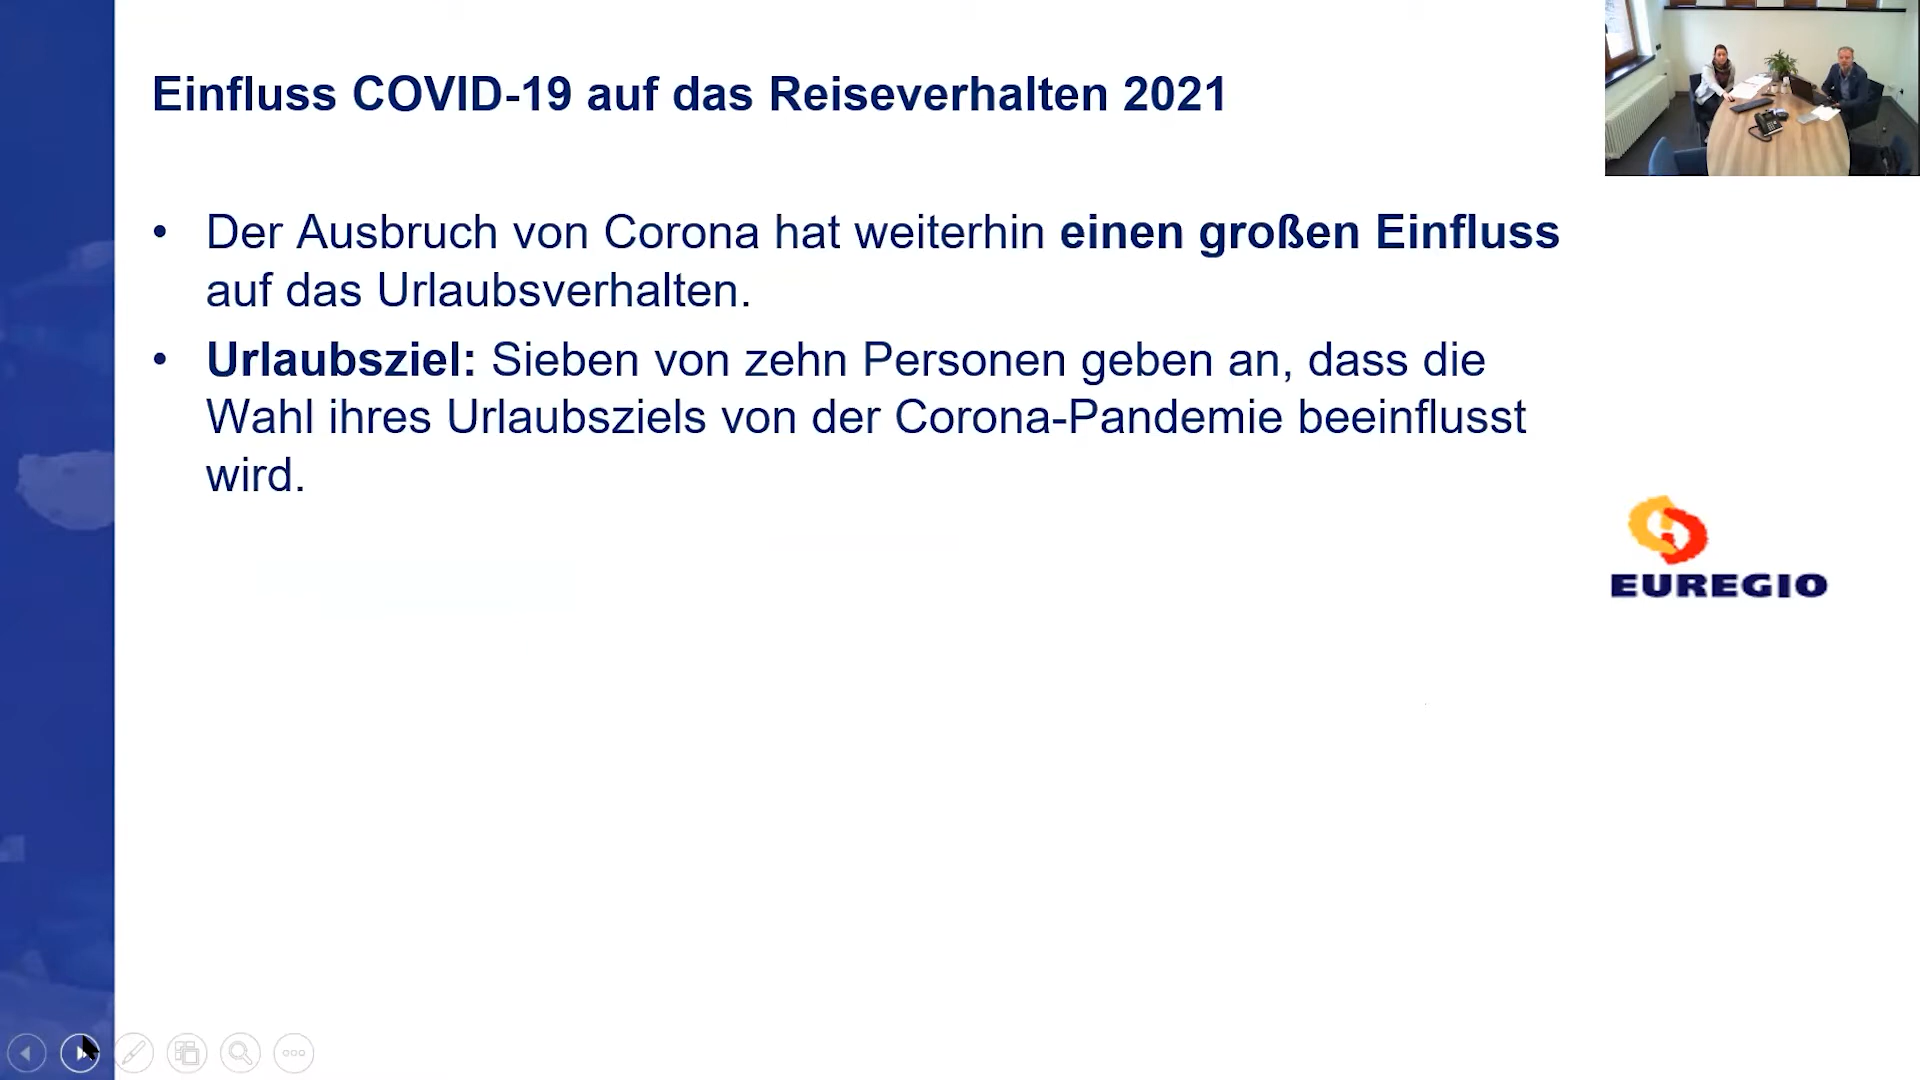 Einfluss COVID-19 auf das Reiseverhalten 2021
• Der Ausbruch von Corona hat weiterhin einen großen Einfluss
auf das Urlaubsverhalten.
• Urlaubsziel: Sieben von zehn Personen geben an, dass die
Wahl ihres Urlaubsziels von der Corona-Pandemie beeinflusst
wird.
EUREGIO